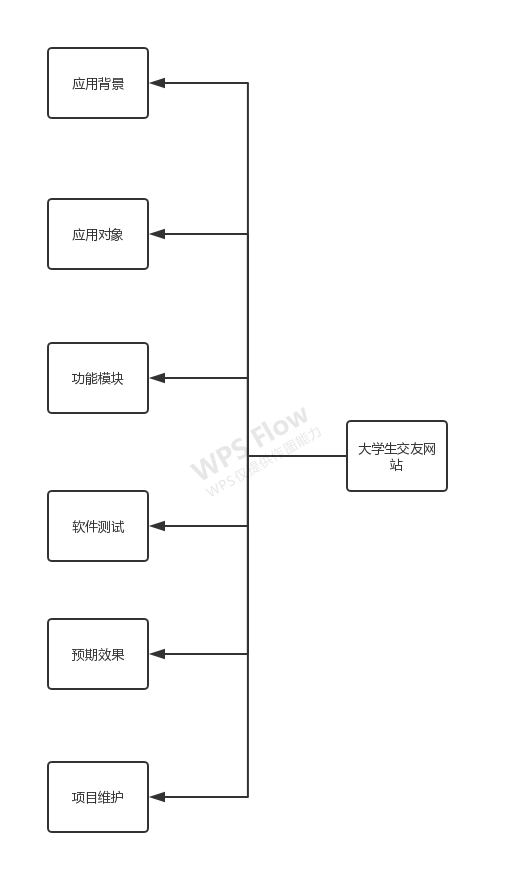 应用背景
应用对象
功能模块
WPS Flow
WPS仅提供作图能力
大学生交友网
站
软件测试
预期效果
项目维护